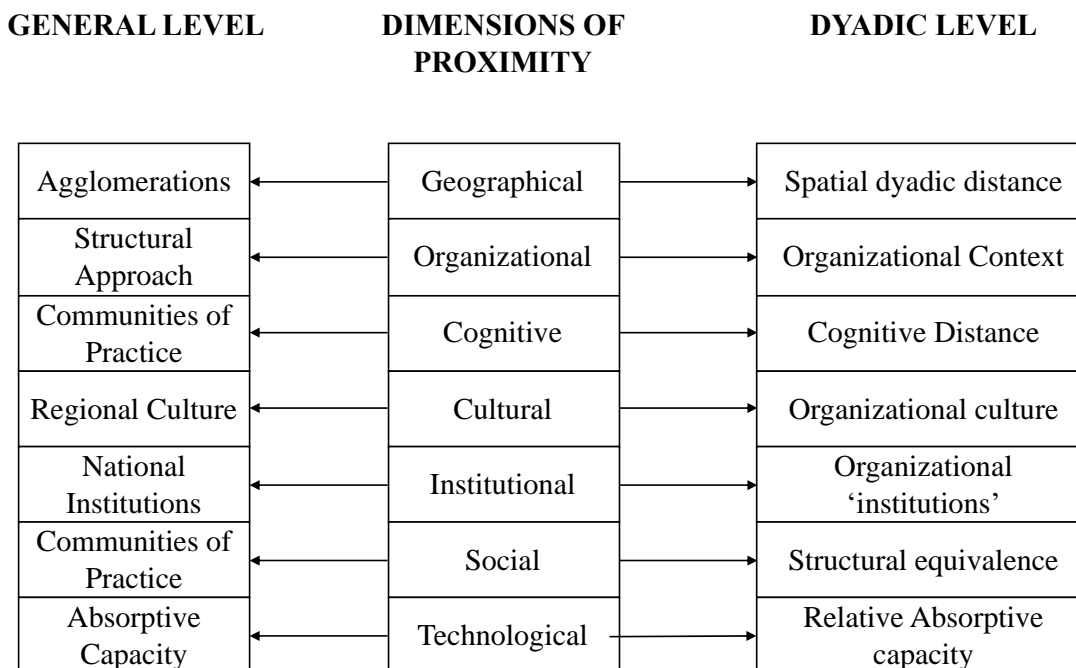 GENERAL LEVEL
DIMENSIONS OF
PROXIMITY
DYADIC LEVEL
Agglomerations
Geographical
Spatial dyadic distance
Structural
Approach
Organizational
Organizational Context
Communities of
Practice
Cognitive
Cognitive Distance
Regional Culture
Cultural
Organizational culture
National
Institutions
Institutional
Organizational
‘institutions’
Communities of
Practice
Social
Structural equivalence
Absorptive
Capacity
Technological
Relative Absorptive
capacity